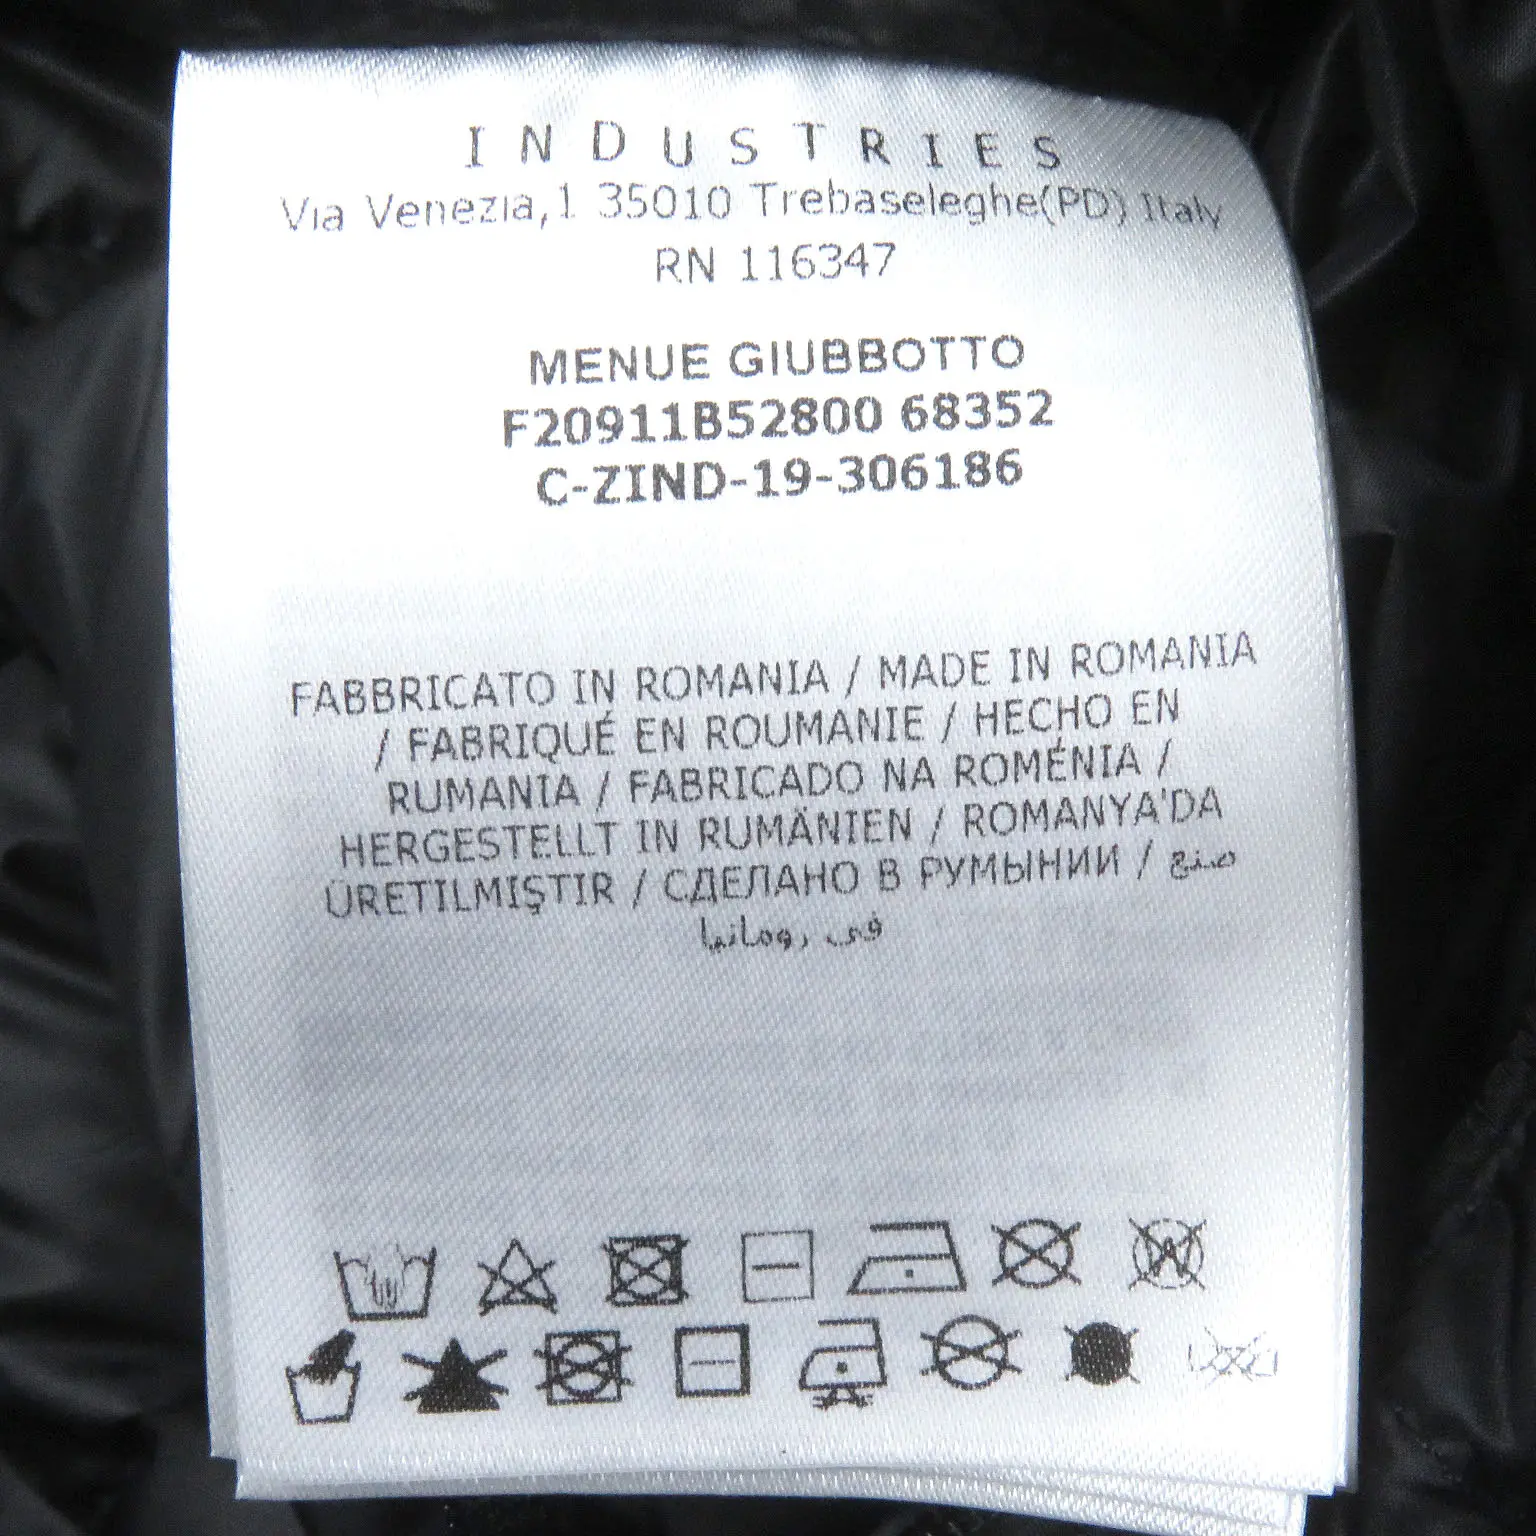 INDUSTRIES
Via Venezia,1 35010 Trebaseleghe(PD) Italy
RN 116347
MENUE GIUBBOTTO
F20911B52800 68352
C-ZIND-19-306186
FABBRICATO IN ROMANIA / MADE IN ROMANIA
/ FABRIQUÉ EN ROUMANIE / HECHO EN
RUMANIA / FABRICADO NA ROMÉNIA /
HERGESTELLT IN RUMÄNIEN / ROMANYA'DA
ÜRETILMIŞTIR / СДЕЛАНО В РУМЫНИИ / صنع
في رومانيا